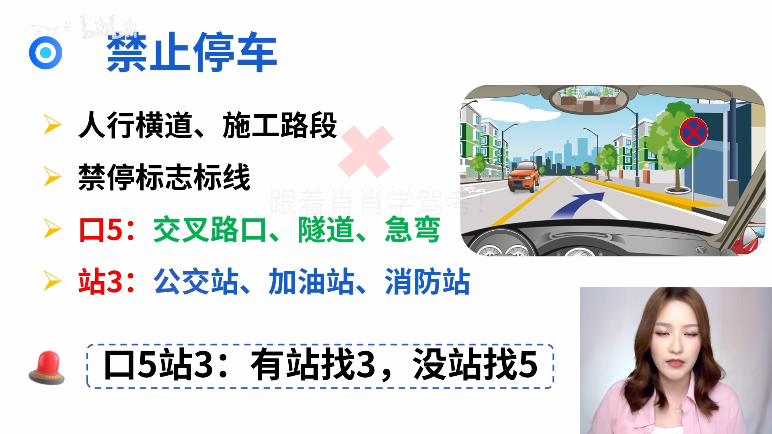 禁止停车
人行横道、施工路段
禁停标志标线
跟着肖肖学驾考!
口5：交叉路口、隧道、急弯
站3：公交站、加油站、消防站
口5站3：有站找3，没站找5